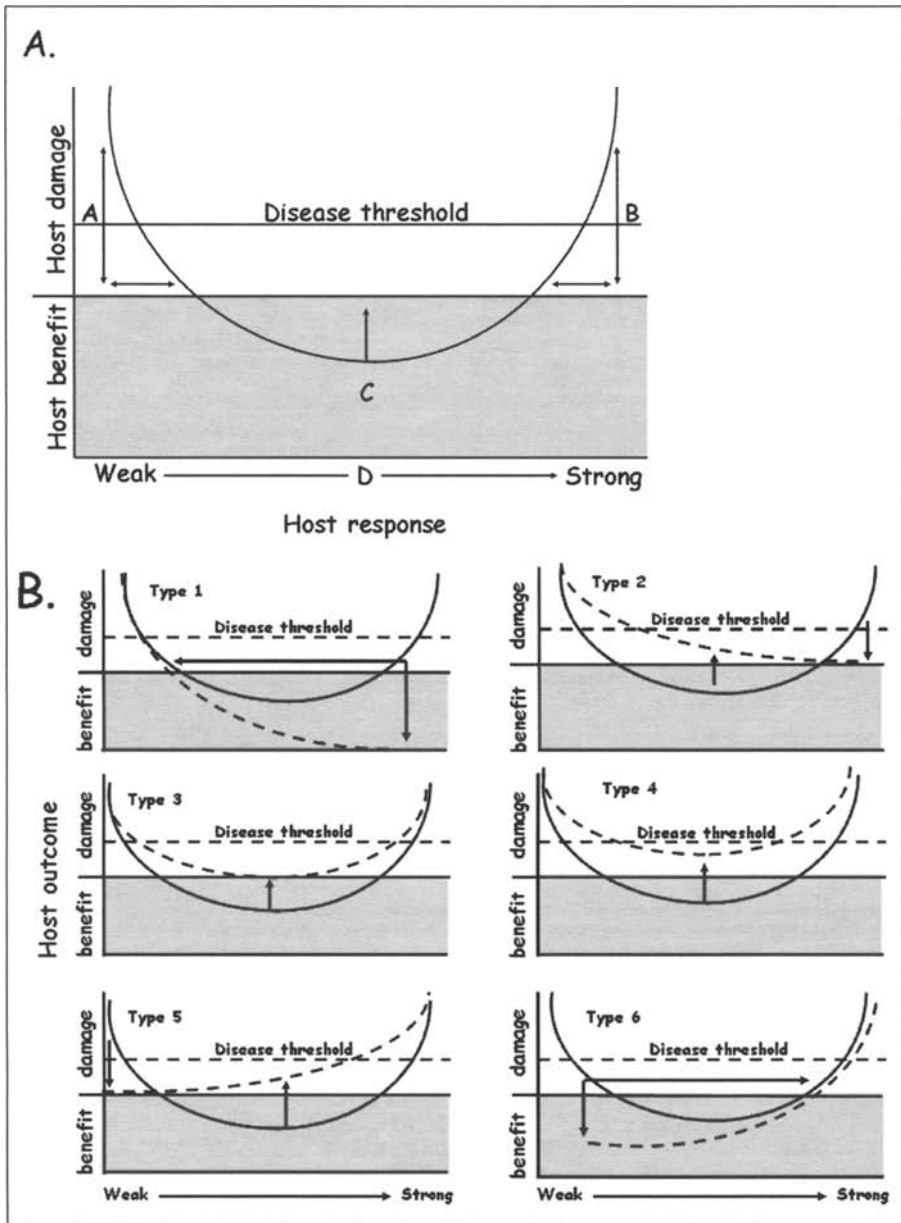 A.
Host damage
Host benefit
A
Disease threshold
B
C
Weak
D
Strong
Host response
B.
Host outcome
damage
benefit
Type 1
Disease threshold
damage
benefit
Type 2
Disease threshold
damage
benefit
Type 3
Disease threshold
damage
benefit
Type 4
Disease threshold
damage
benefit
Type 5
Disease threshold
damage
benefit
Type 6
Disease threshold
Weak
Strong
Weak
Strong